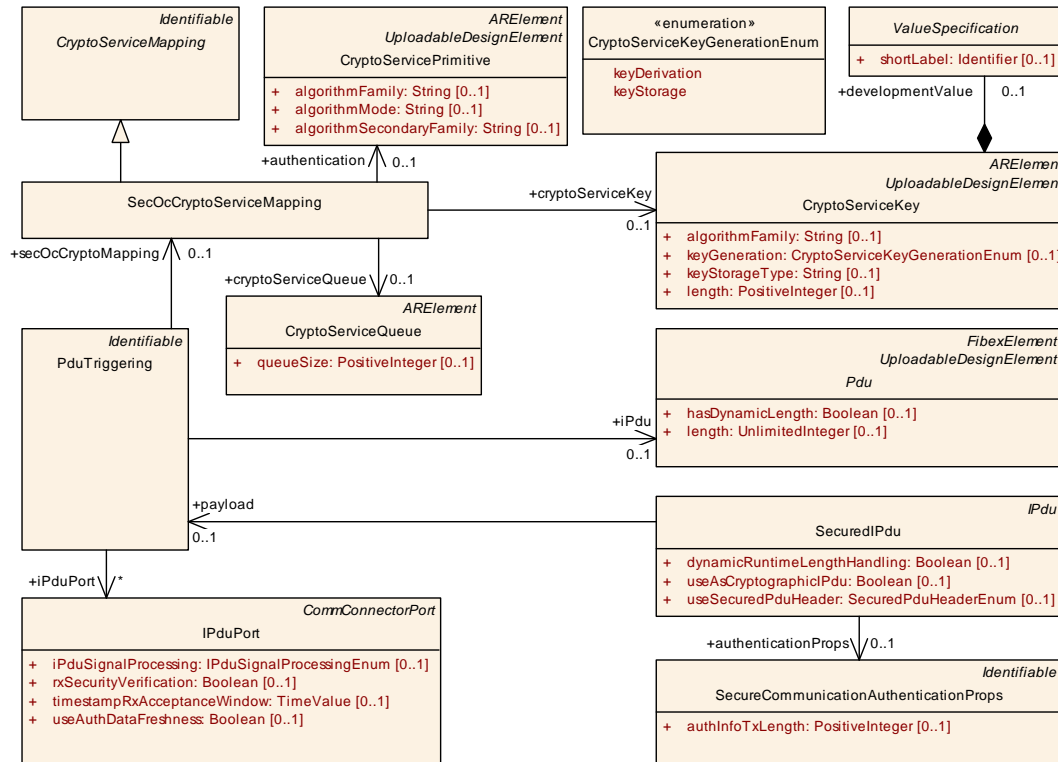 Identifiable
CryptoServiceMapping
ARElement
UploadableDesignElement
CryptoServicePrimitive
+ algorithmFamily: String [0..1]
+ algorithmMode: String [0..1]
+ algorithmSecondaryFamily: String [0..1]
«enumeration»
CryptoServiceKeyGenerationEnum
keyDerivation
keyStorage
ValueSpecification
+ shortLabel: Identifier [0..1]
+developmentValue
0..1
+authentication
0..1
SecOcCryptoServiceMapping
+cryptoServiceKey
0..1
ARElement
UploadableDesignElement
CryptoServiceKey
+ algorithmFamily: String [0..1]
+ keyGeneration: CryptoServiceKeyGenerationEnum [0..1]
+ keyStorageType: String [0..1]
+ length: PositiveInteger [0..1]
+secOcCryptoMapping
0..1
+cryptoServiceQueue
0..1
ARElement
CryptoServiceQueue
+ queueSize: PositiveInteger [0..1]
Identifiable
PduTriggering
FibexElement
UploadableDesignElement
Pdu
+ hasDynamicLength: Boolean [0..1]
+ length: UnlimitedInteger [0..1]
+iPdu
0..1
+payload
0..1
IPdu
SecuredIPdu
+ dynamicRuntimeLengthHandling: Boolean [0..1]
+ useAsCryptographicIPdu: Boolean [0..1]
+ useSecuredPduHeader: SecuredPduHeaderEnum [0..1]
+iPduPort
*
CommConnectorPort
IPduPort
+ iPduSignalProcessing: IPduSignalProcessingEnum [0..1]
+ rxSecurityVerification: Boolean [0..1]
+ timestampRxAcceptanceWindow: TimeValue [0..1]
+ useAuthDataFreshness: Boolean [0..1]
+authenticationProps
0..1
Identifiable
SecureCommunicationAuthenticationProps
+ authInfoTxLength: PositiveInteger [0..1]